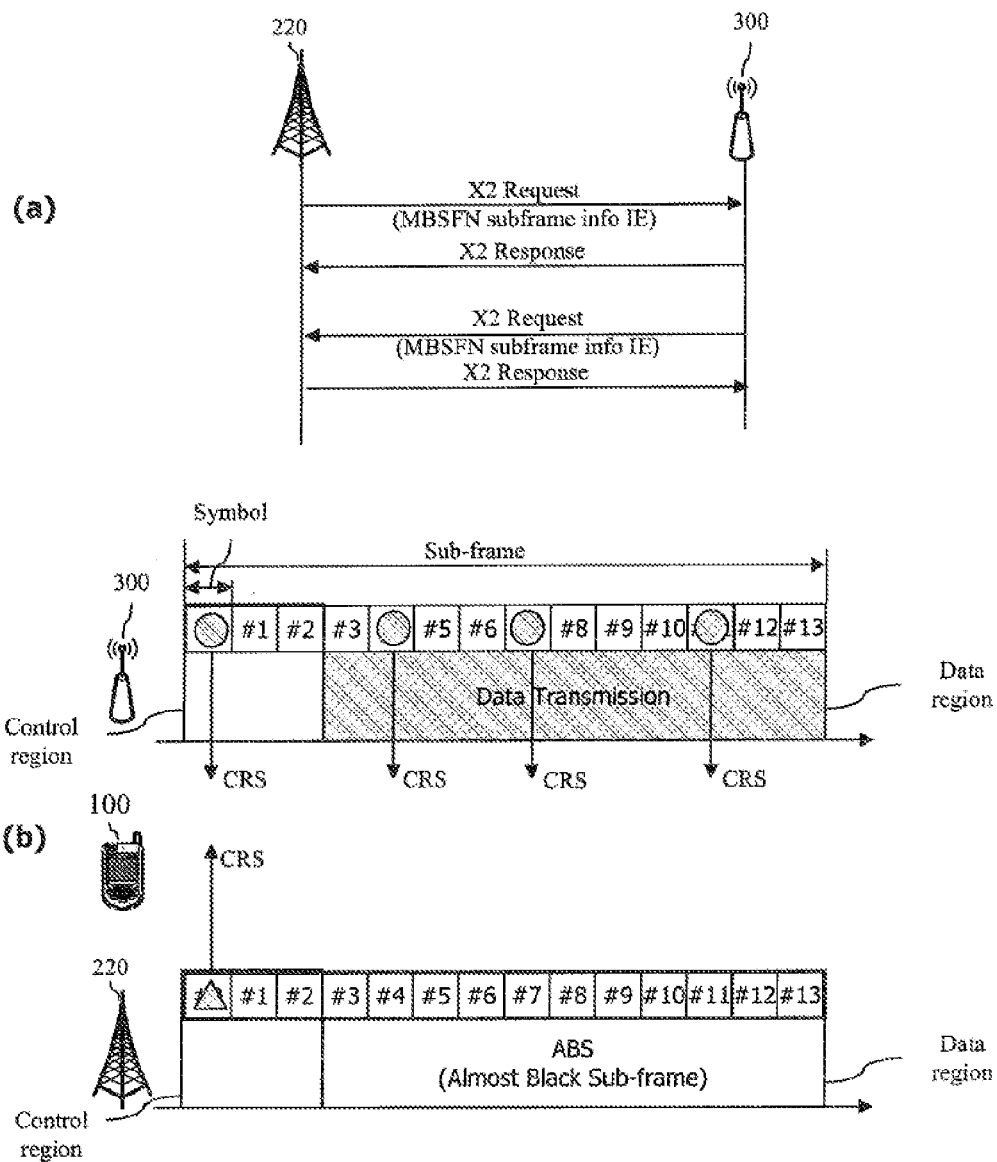 220
300
(a)
X2 Request
(MBSFN subframe info IE)
X2 Response
X2 Request
(MBSFN subframe info IE)
X2 Response
Symbol
Sub-frame
300
#1 #2 #3 #5 #6 #8 #9 #10 #12 #13
Data Transmission
Control
region
Data
region
CRS CRS CRS CRS
(b)
100
CRS
220
#1 #2 #3 #4 #5 #6 #7 #8 #9 #10 #11 #12 #13
ABS
(Almost Black Sub-frame)
Control
region
Data
region